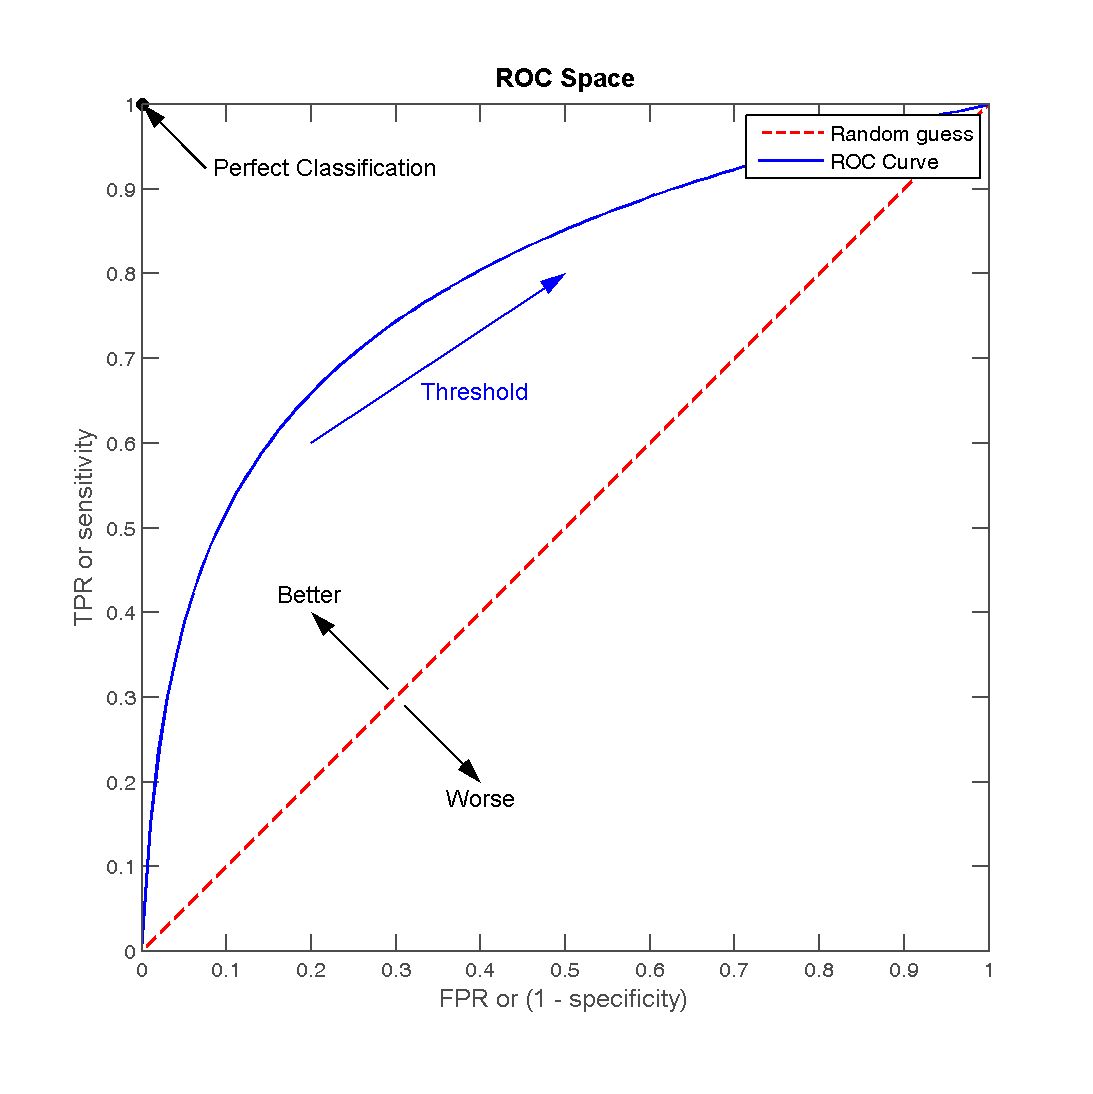 ROC Space
Random guess
ROC Curve
Perfect Classification
Threshold
Better
Worse
TPR or sensitivity
1
0.9
0.8
0.7
0.6
0.5
0.4
0.3
0.2
0.1
0
0 0.1 0.2 0.3 0.4 0.5 0.6 0.7 0.8 0.9 1
FPR or (1 - specificity)